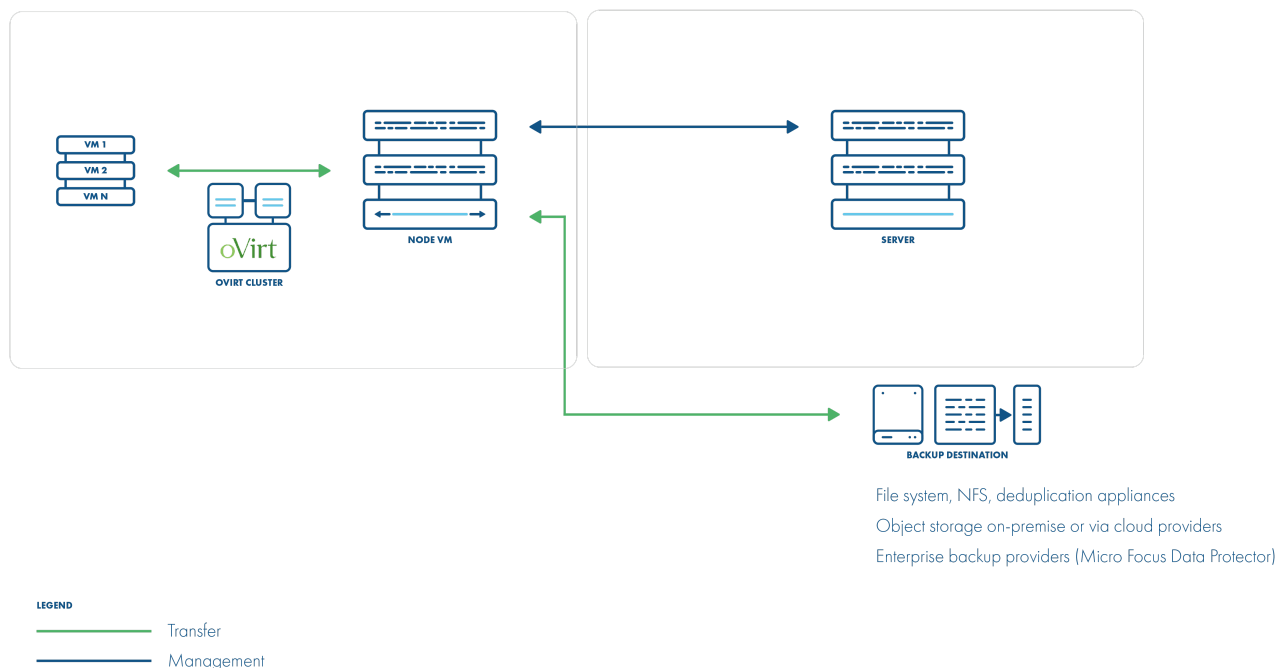 VM 1
VM 2
VM N
oVirt
OVIRT CLUSTER
NODE VM
SERVER
BACKUP DESTINATION
File system, NFS, deduplication appliances
Object storage on-premise or via cloud providers
Enterprise backup providers (Micro Focus Data Protector)
LEGEND
Transfer
Management